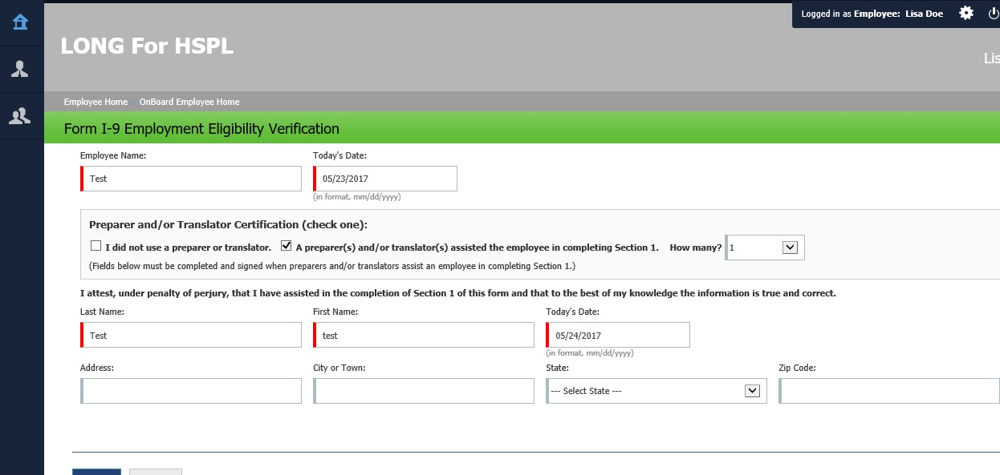 Logged in as Employee: Lisa Doe
LONG For HSPL
Employee Home OnBoard Employee Home
Form I-9 Employment Eligibility Verification
Employee Name: Today's Date:
Test 05/23/2017
(in format, mm/dd/yyyy)
Preparer and/or Translator Certification (check one):
I did not use a preparer or translator. A preparer(s) and/or translator(s) assisted the employee in completing Section 1. How many? 1
(Fields below must be completed and signed when preparers and/or translators assist an employee in completing Section 1.)
I attest, under penalty of perjury, that I have assisted in the completion of Section 1 of this form and that to the best of my knowledge the information is true and correct.
Last Name: First Name: Today's Date:
Test test 05/24/2017
(in format, mm/dd/yyyy)
Address: City or Town: State: Zip Code:
--- Select State ---